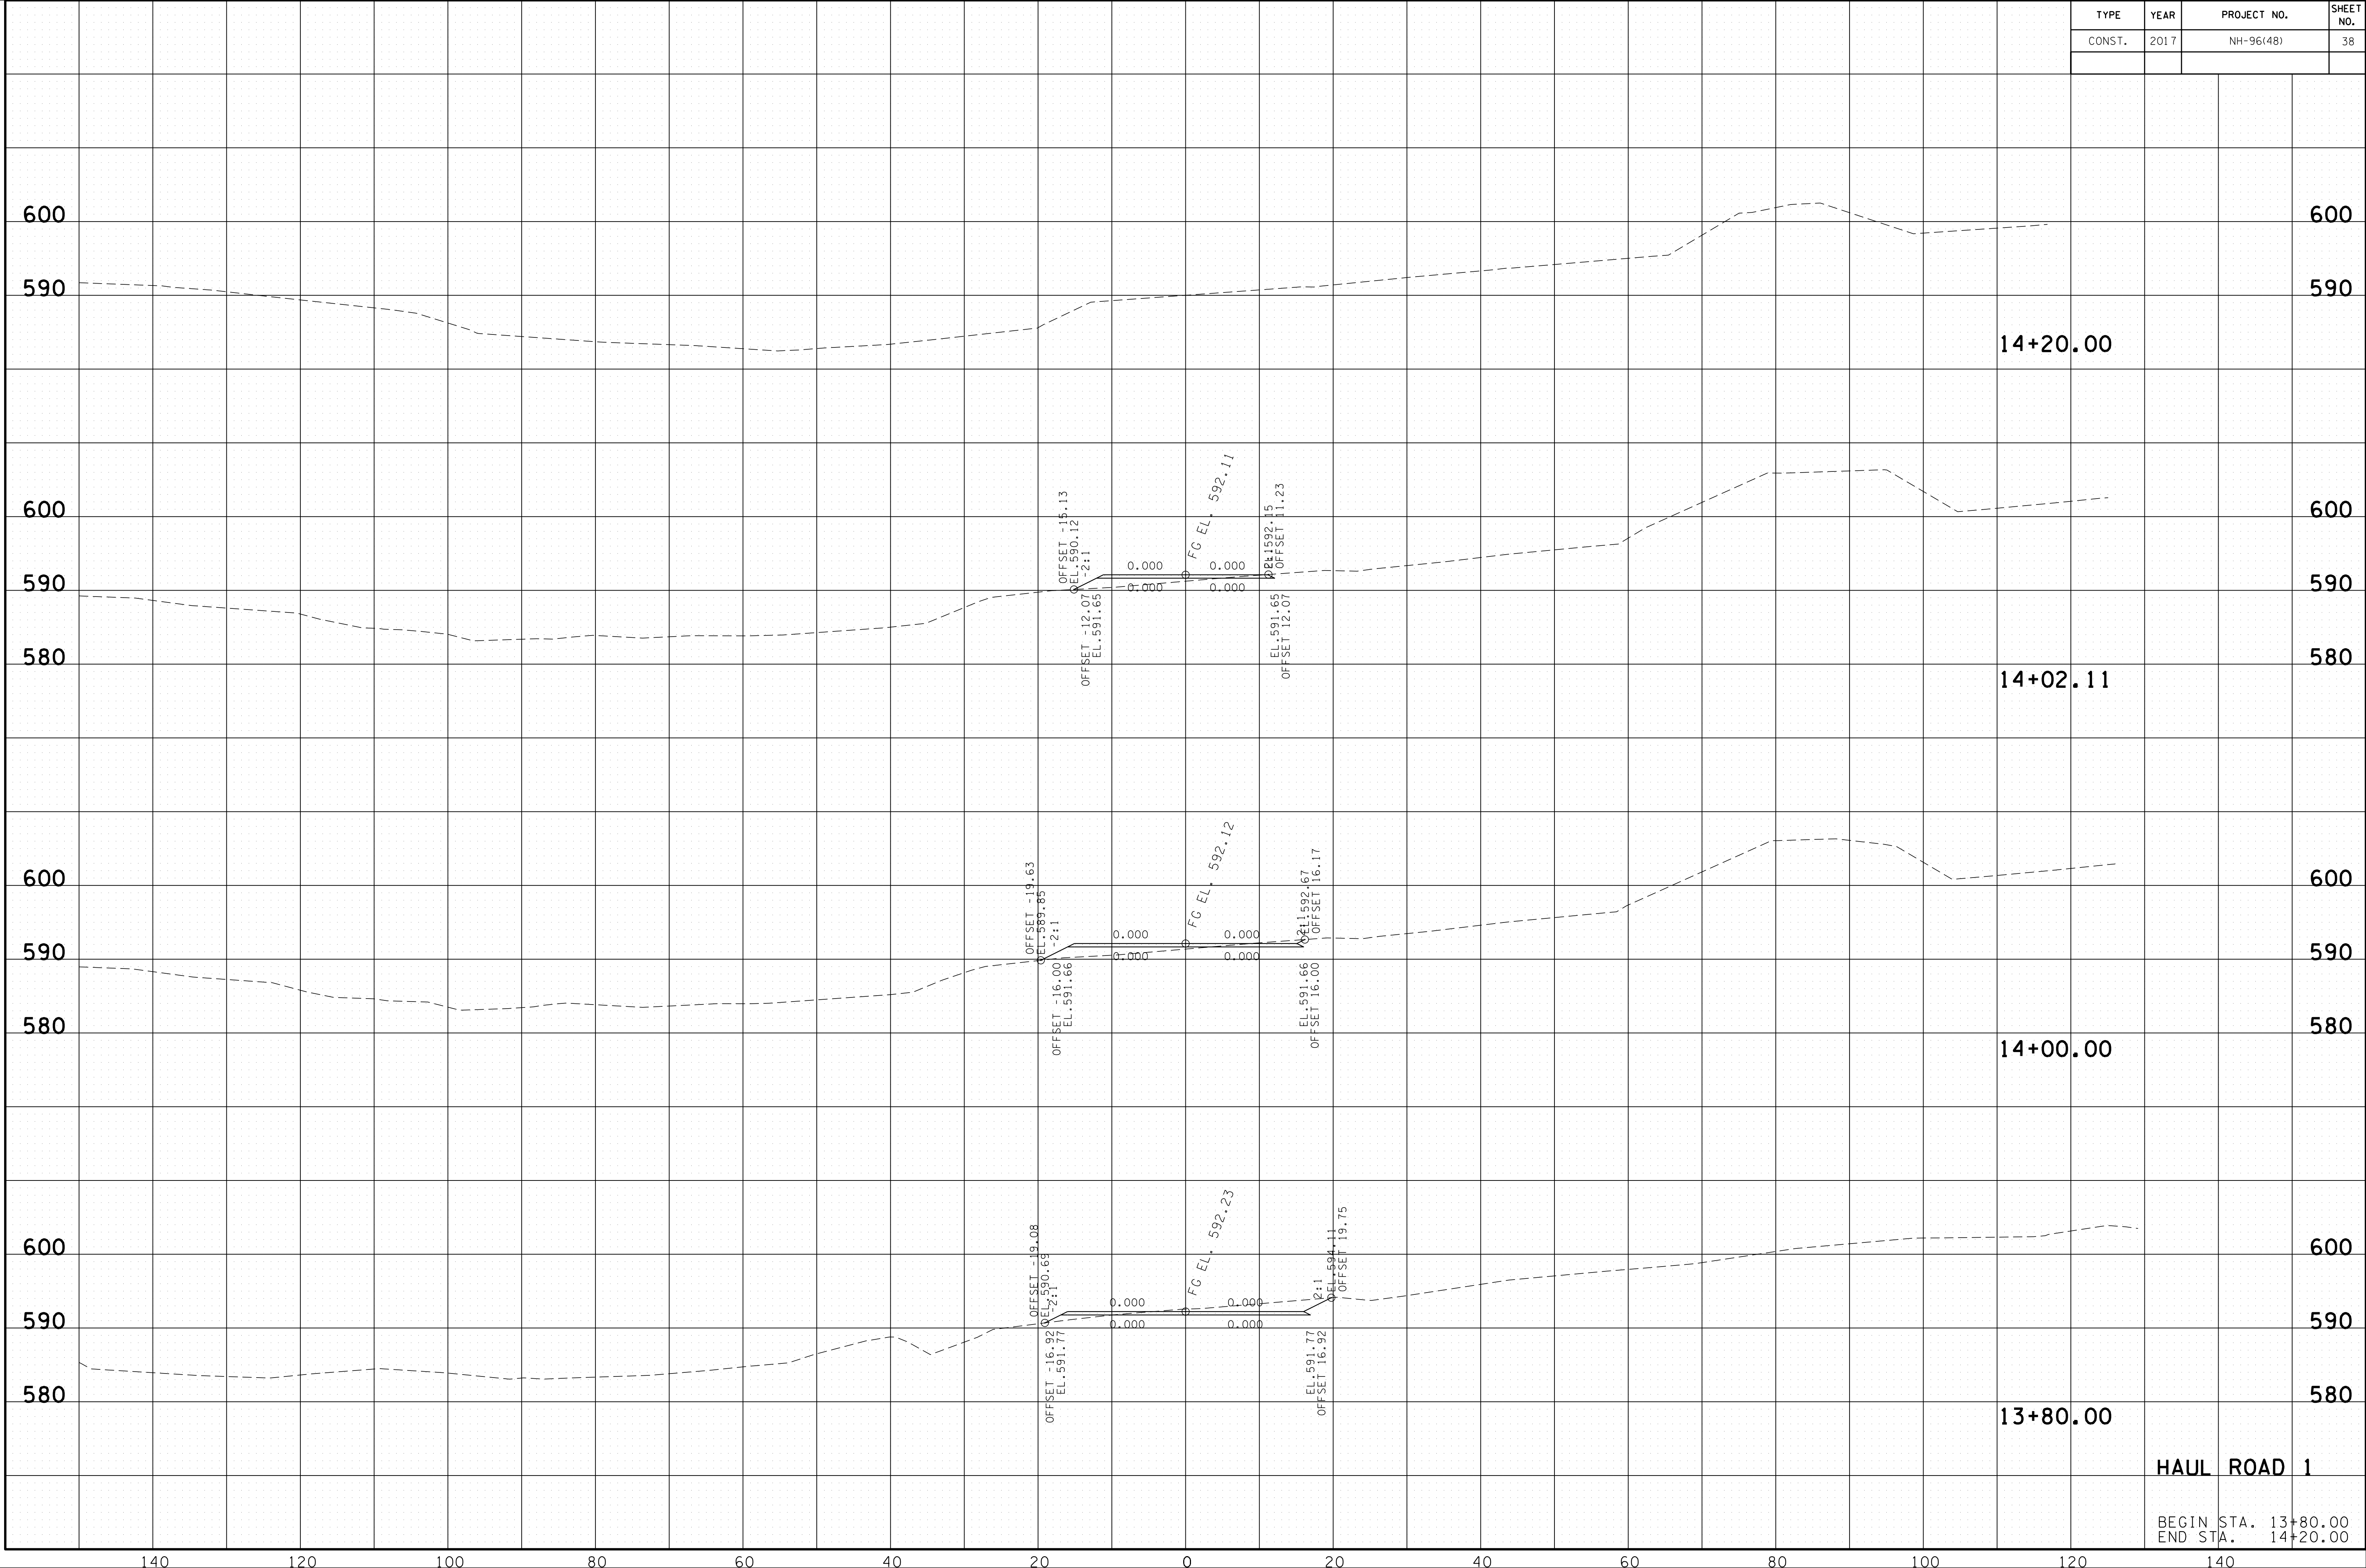 TYPE YEAR PROJECT NO. SHEET NO.
CONST. 2017 NH-96(48) 38
600 600
590 590
14+20.00
OFFSET -15.13
EL.590.12
-2:1
FG EL. 592.11
EL.592.15
OFFSET 11.23
600 600
0.000 0.000
590 590
0.000 0.000
OFFSET -12.07
EL.591.65
EL.591.65
OFFSET 12.07
580 580
14+02.11
OFFSET -19.63
EL.589.85
-2:1
FG EL. 592.12
2:1
EL.592.67
OFFSET 16.17
600 600
0.000 0.000
590 590
0.000 0.000
OFFSET -16.00
EL.591.66
EL.591.66
OFFSET 16.00
580 580
14+00.00
OFFSET -19.08
EL.590.69
-2:1
FG EL. 592.23
2:1
EL.594.11
OFFSET 19.75
600 600
0.000 0.000
590 590
0.000 0.000
OFFSET -16.92
EL.591.77
EL.591.77
OFFSET 16.92
580 580
13+80.00
HAUL ROAD 1
BEGIN STA. 13+80.00
END STA. 14+20.00
140 120 100 80 60 40 20 0 20 40 60 80 100 120 140